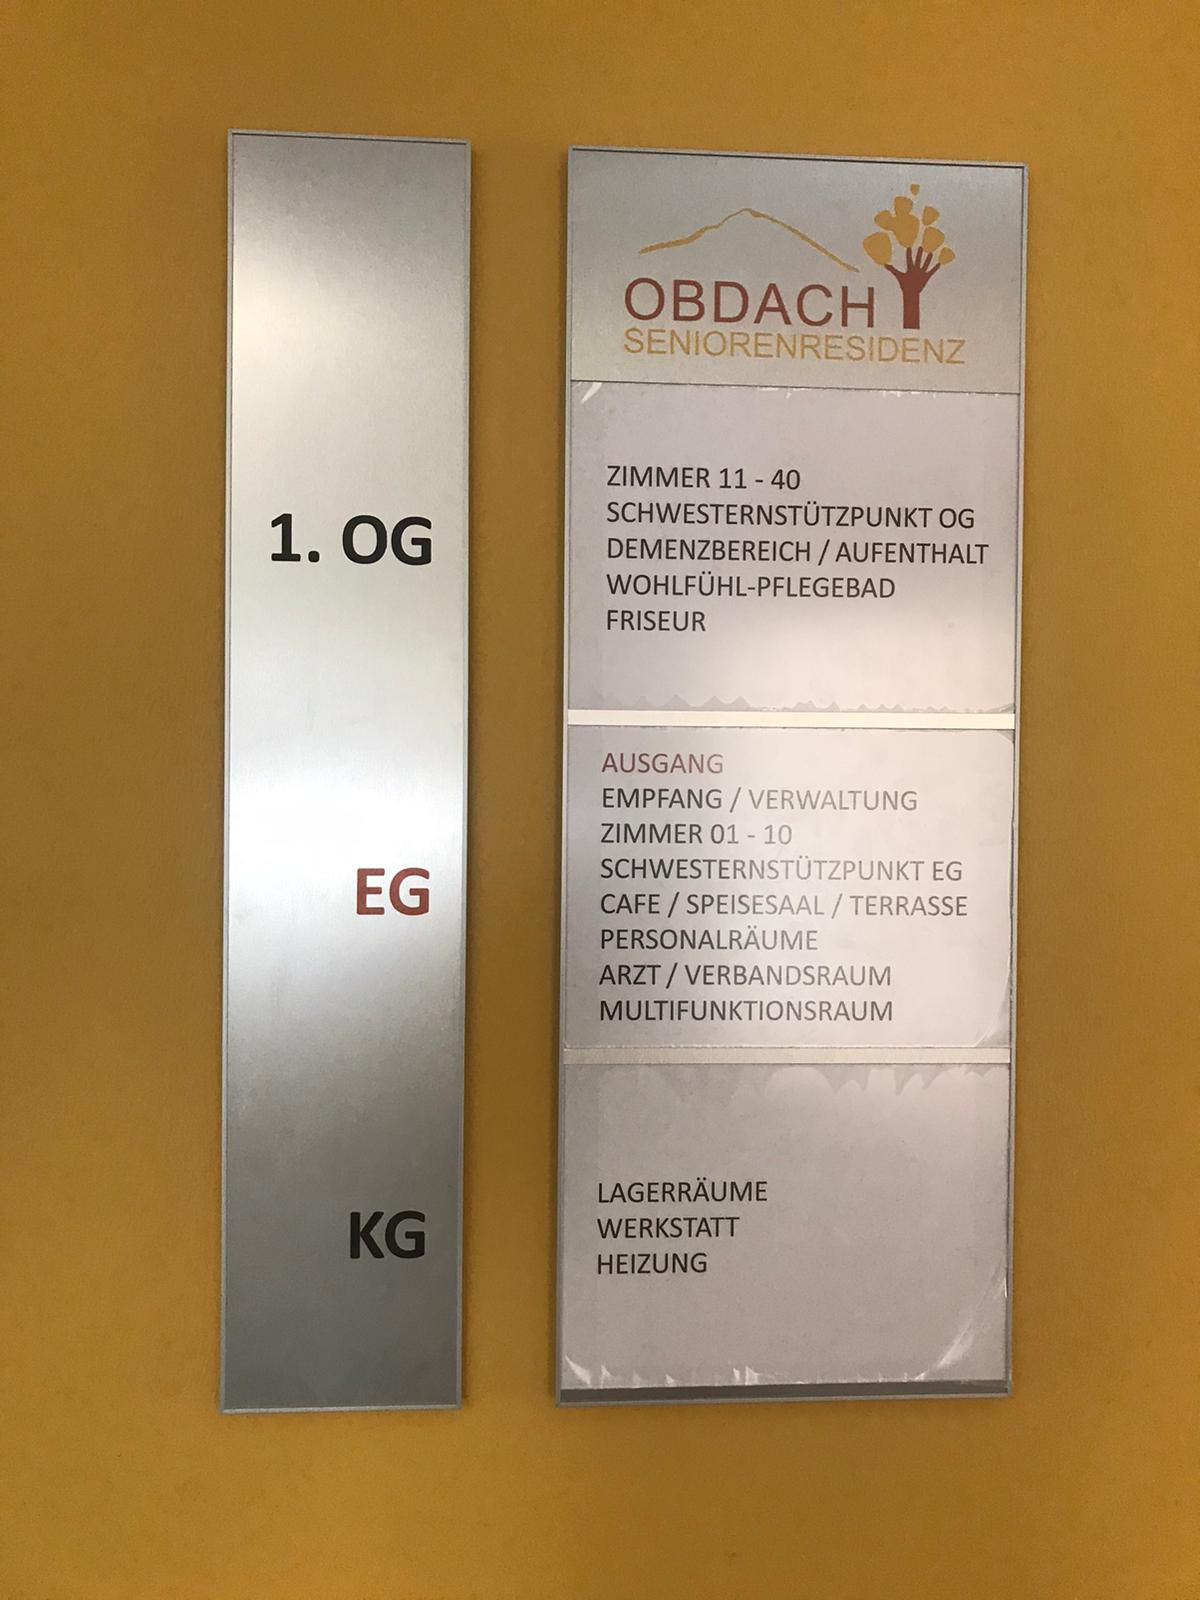 OBDACH
SENIORENRESIDENZ
1. OG
ZIMMER 11 - 40
SCHWESTERNSTÜTZPUNKT OG
DEMENZBEREICH / AUFENTHALT
WOHLFÜHL-PFLEGEBAD
FRISEUR
EG
AUSGANG
EMPFANG / VERWALTUNG
ZIMMER 01 - 10
SCHWESTERNSTÜTZPUNKT EG
CAFE / SPEISESAAL / TERRASSE
PERSONALRÄUME
ARZT / VERBANDSRAUM
MULTIFUNKTIONSRAUM
KG
LAGERRÄUME
WERKSTATT
HEIZUNG